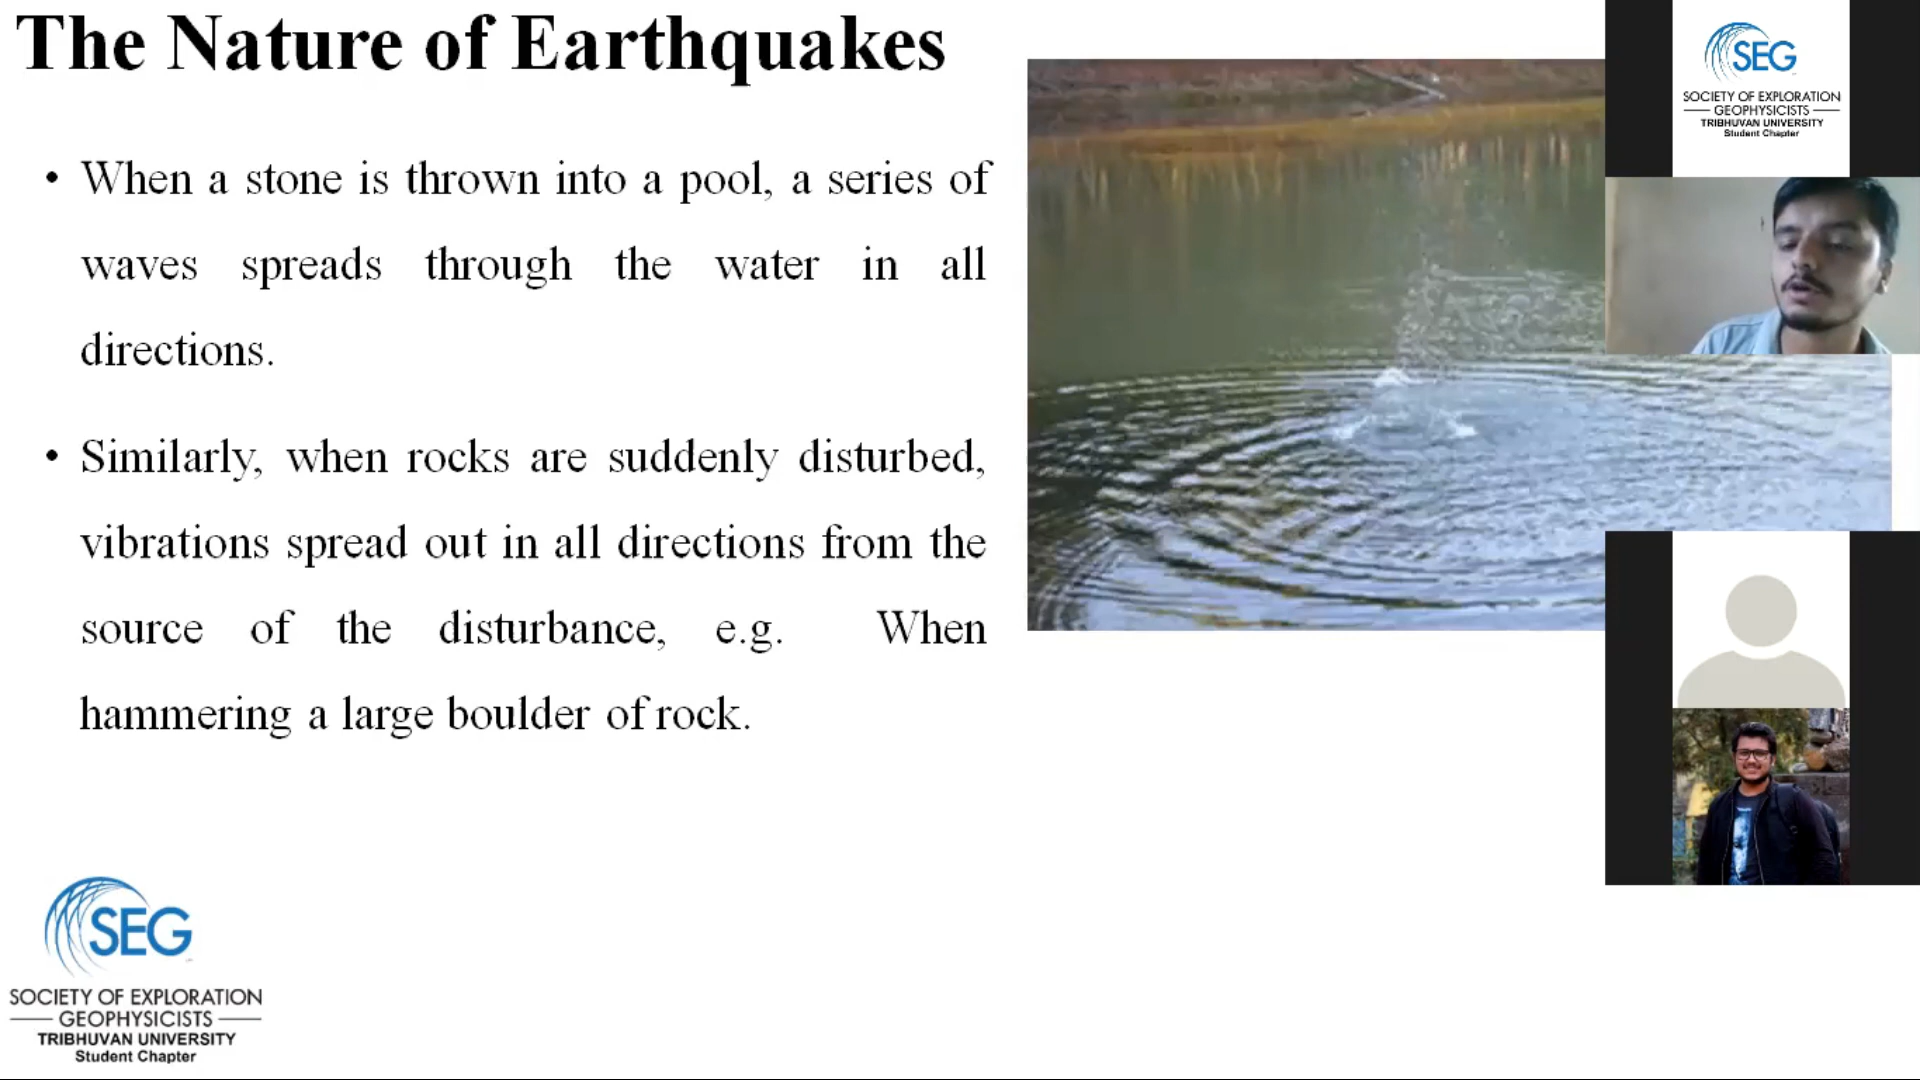 The Nature of Earthquakes
• When a stone is thrown into a pool, a series of
waves spreads through the water in all
directions.
• Similarly, when rocks are suddenly disturbed,
vibrations spread out in all directions from the
source of the disturbance, e.g. When
hammering a large boulder of rock.
SEG
SOCIETY OF EXPLORATION
GEOPHYSICISTS
TRIBHUVAN UNIVERSITY
Student Chapter
SEG
SOCIETY OF EXPLORATION
GEOPHYSICISTS
TRIBHUVAN UNIVERSITY
Student Chapter